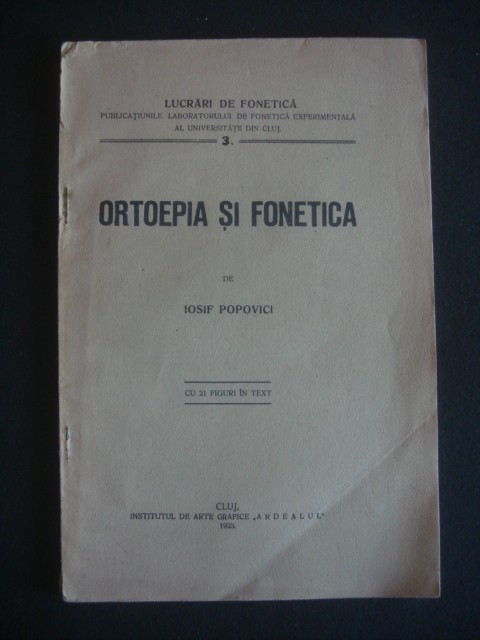 LUCRĂRI DE FONETICĂ
PUBLICAȚIUNILE LABORATORULUI DE FONETICĂ EXPERIMENTALĂ
AL UNIVERSITĂȚII DIN CLUJ.
3.
ORTOEPIA ȘI FONETICA
DE
IOSIF POPOVICI
CU 21 FIGURI ÎN TEXT
CLUJ,
INSTITUTUL DE ARTE GRAFICE „ARDEALUL"
1923.